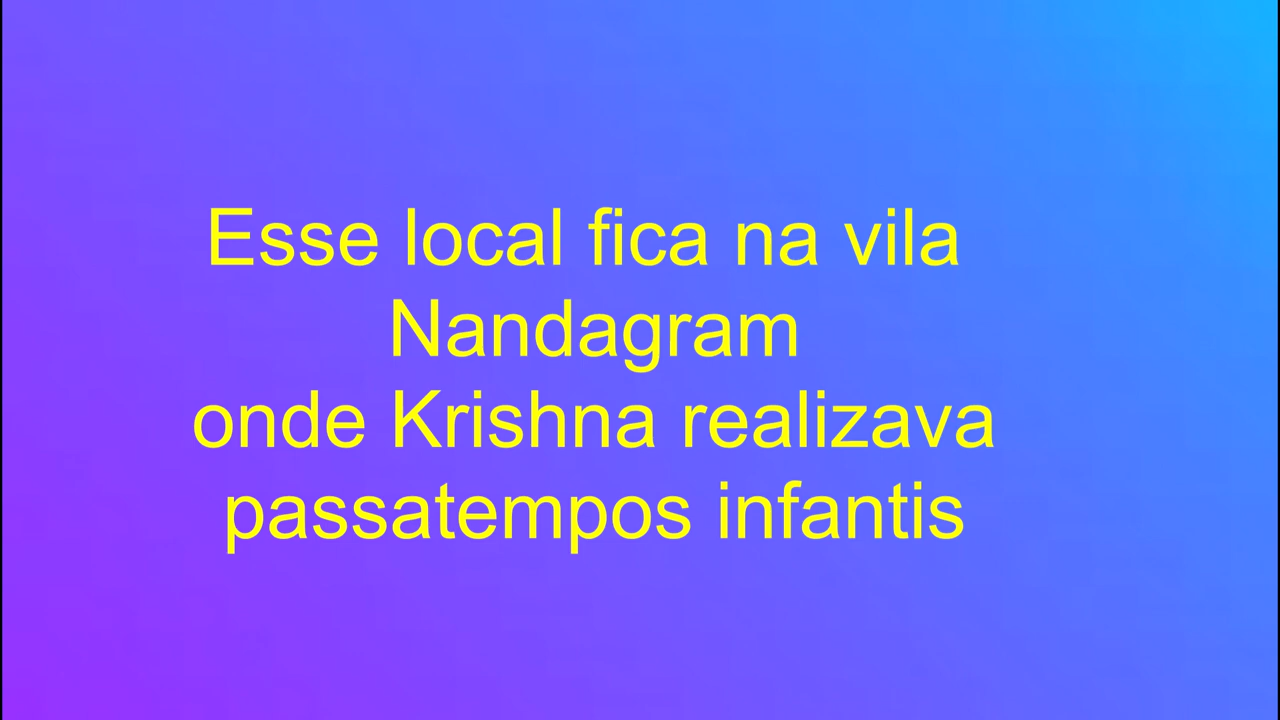 Esse local fica na vila
Nandagram
onde Krishna realizava
passatempos infantis